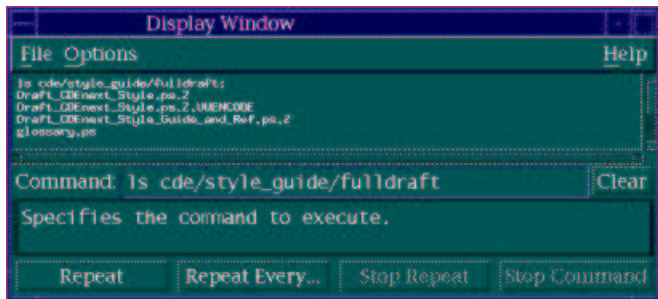 Display Window
File Options Help
ls cde/style_guide/fulldraft:
Draft_CDEnext_Style.ps.Z
Draft_CDEnext_Style.ps.Z.UUENCODE
Draft_CDEnext_Style_Guide_and_Ref.ps.Z
glossary.ps
Command: ls cde/style_guide/fulldraft Clear
Specifies the command to execute.
Repeat Repeat Every... Stop Repeat Stop Command